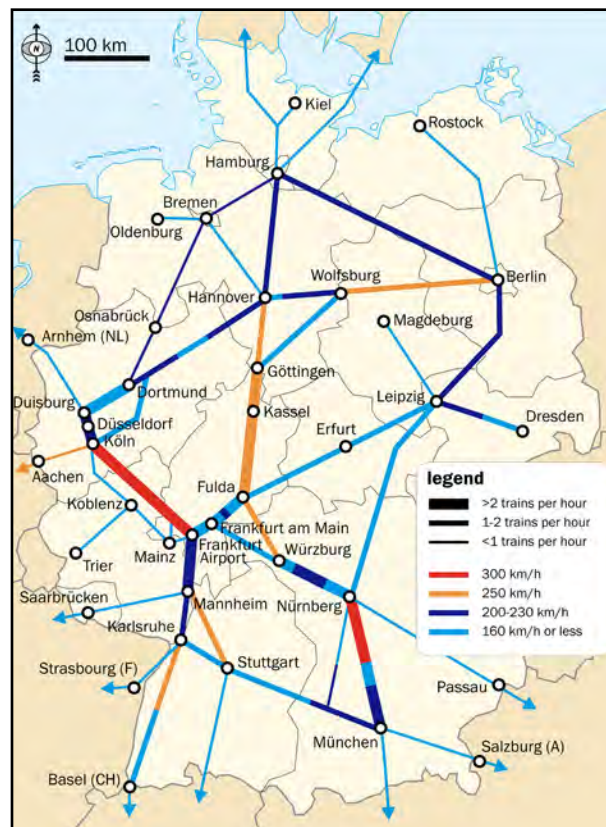 N
100 km
Kiel
Rostock
Hamburg
Bremen
Oldenburg
Wolfsburg
Berlin
Hannover
Osnabrück
Magdeburg
Arnhem (NL)
Göttingen
Dortmund
Leipzig
Duisburg
Düsseldorf
Kassel
Dresden
Köln
Erfurt
Aachen
Fulda
Koblenz
Frankfurt am Main
Mainz
Frankfurt
Airport
Würzburg
Trier
Nürnberg
Saarbrücken
Mannheim
Karlsruhe
Stuttgart
Strasbourg (F)
Passau
München
Salzburg (A)
Basel (CH)
legend
>2 trains per hour
1-2 trains per hour
<1 trains per hour
300 km/h
250 km/h
200-230 km/h
160 km/h or less